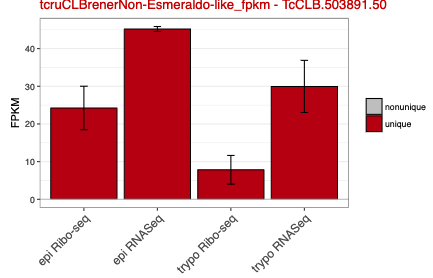 tcruCLBrenerNon-Esmeraldo-like_fpkm - TcCLB.503891.50
FPKM
40
30
20
10
0
epi Ribo-seq
epi RNASeq
trypo Ribo-seq
trypo RNASeq
nonunique
unique